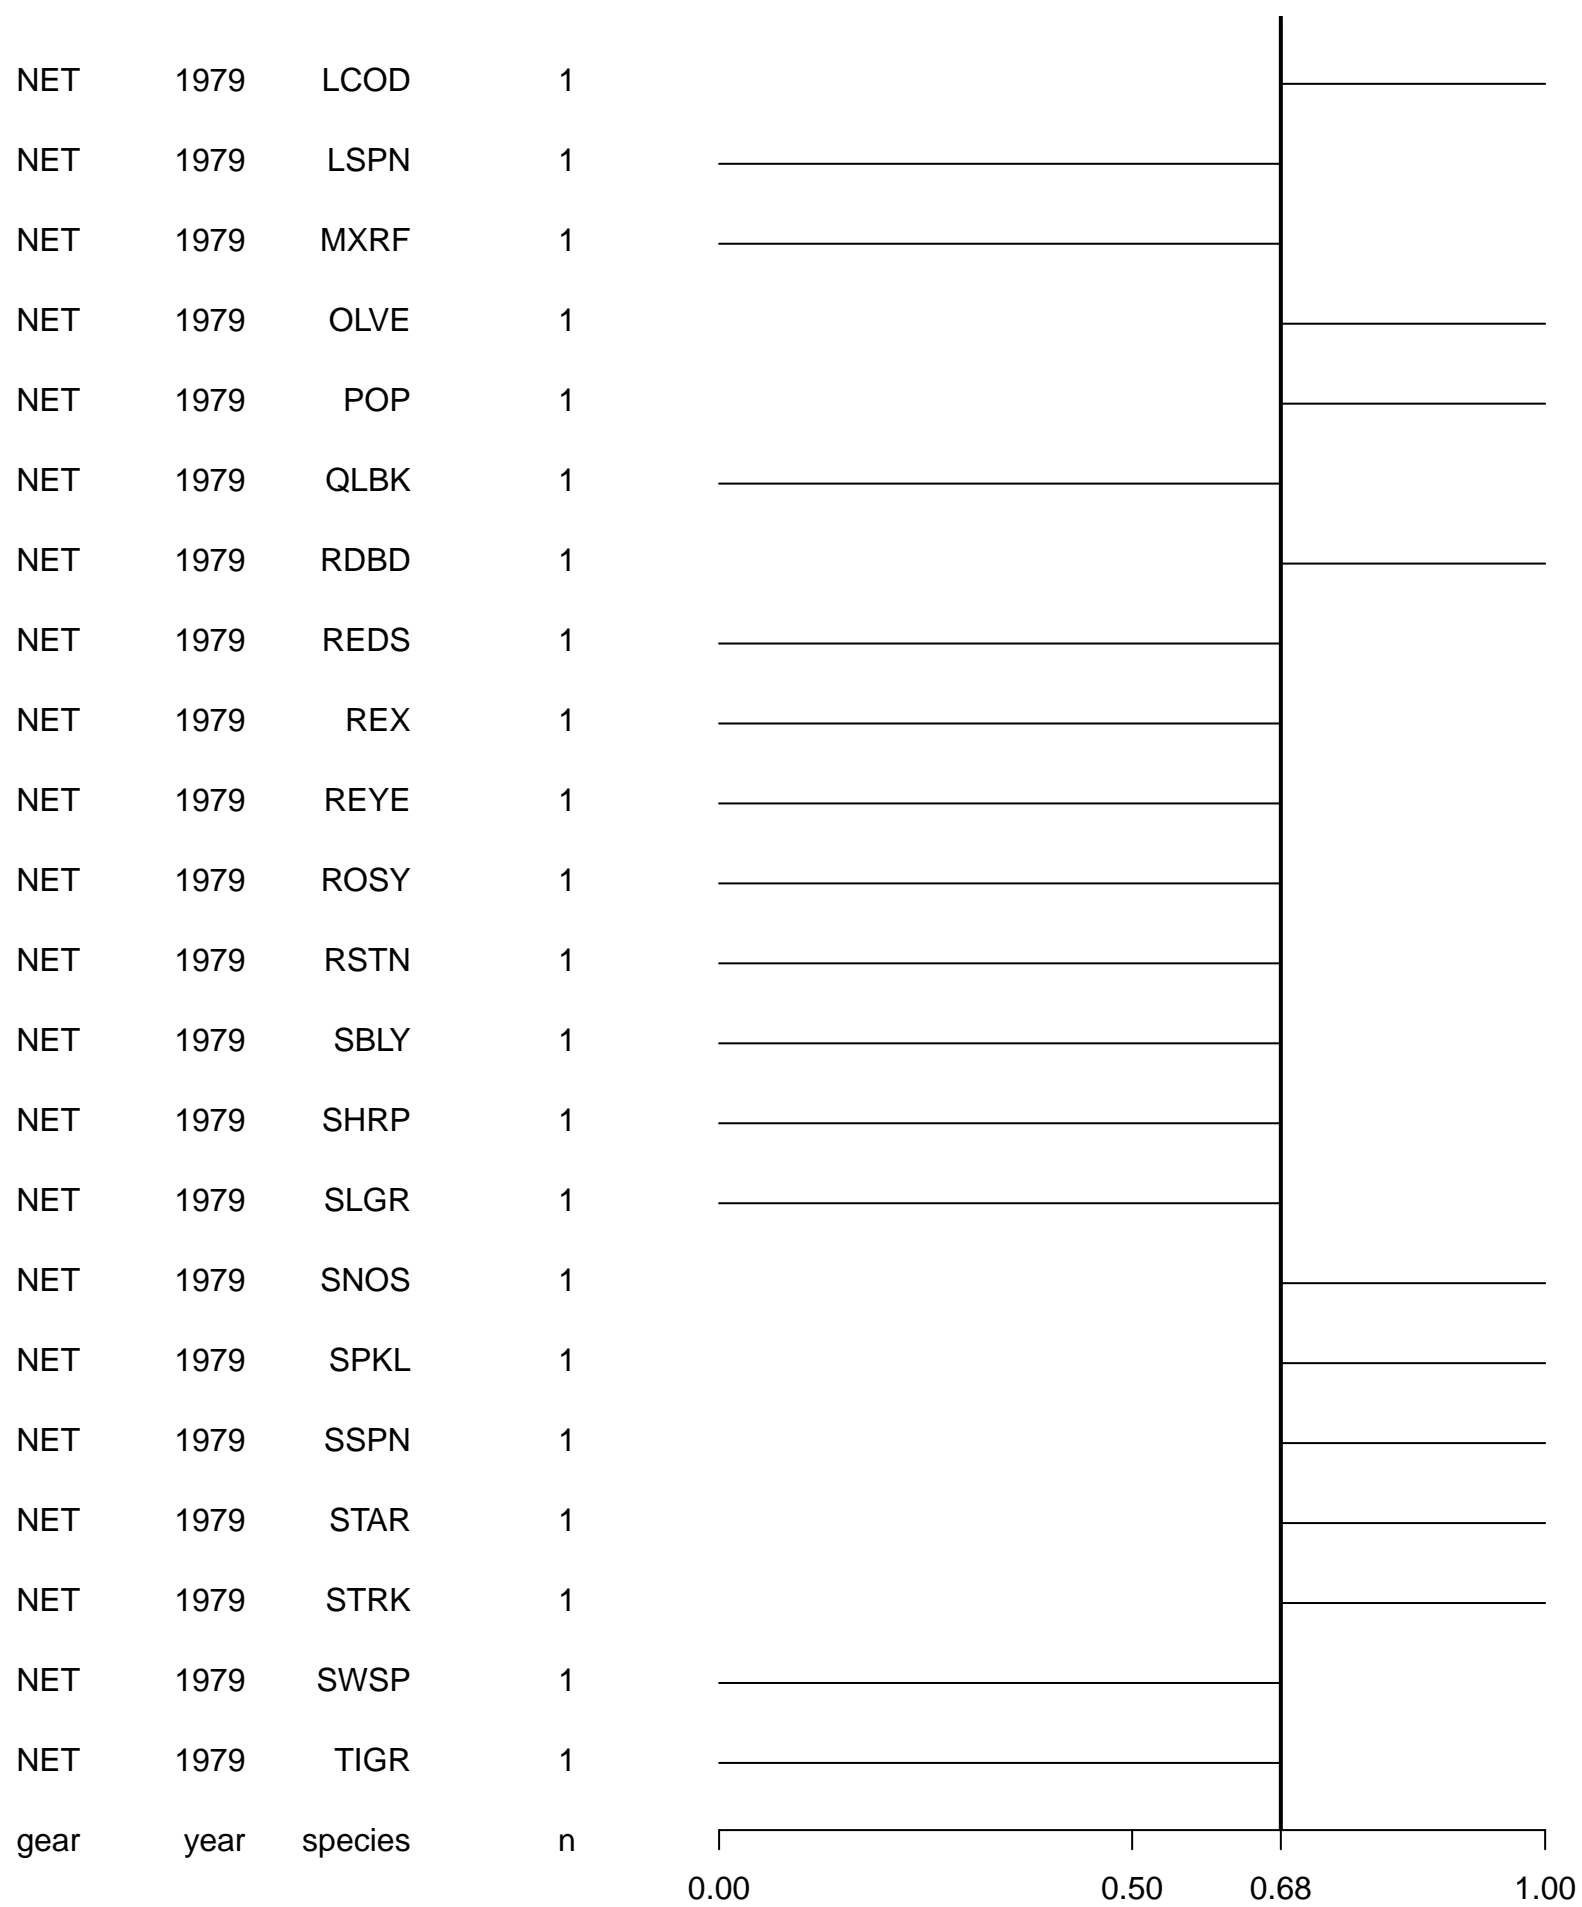 NET 1979 LCOD 1
NET 1979 LSPN 1
NET 1979 MXRF 1
NET 1979 OLVE 1
NET 1979 POP 1
NET 1979 QLBK 1
NET 1979 RDBD 1
NET 1979 REDS 1
NET 1979 REX 1
NET 1979 REYE 1
NET 1979 ROSY 1
NET 1979 RSTN 1
NET 1979 SBLY 1
NET 1979 SHRP 1
NET 1979 SLGR 1
NET 1979 SNOS 1
NET 1979 SPKL 1
NET 1979 SSPN 1
NET 1979 STAR 1
NET 1979 STRK 1
NET 1979 SWSP 1
NET 1979 TIGR 1
gear year species n
0.00 0.50 0.68 1.00